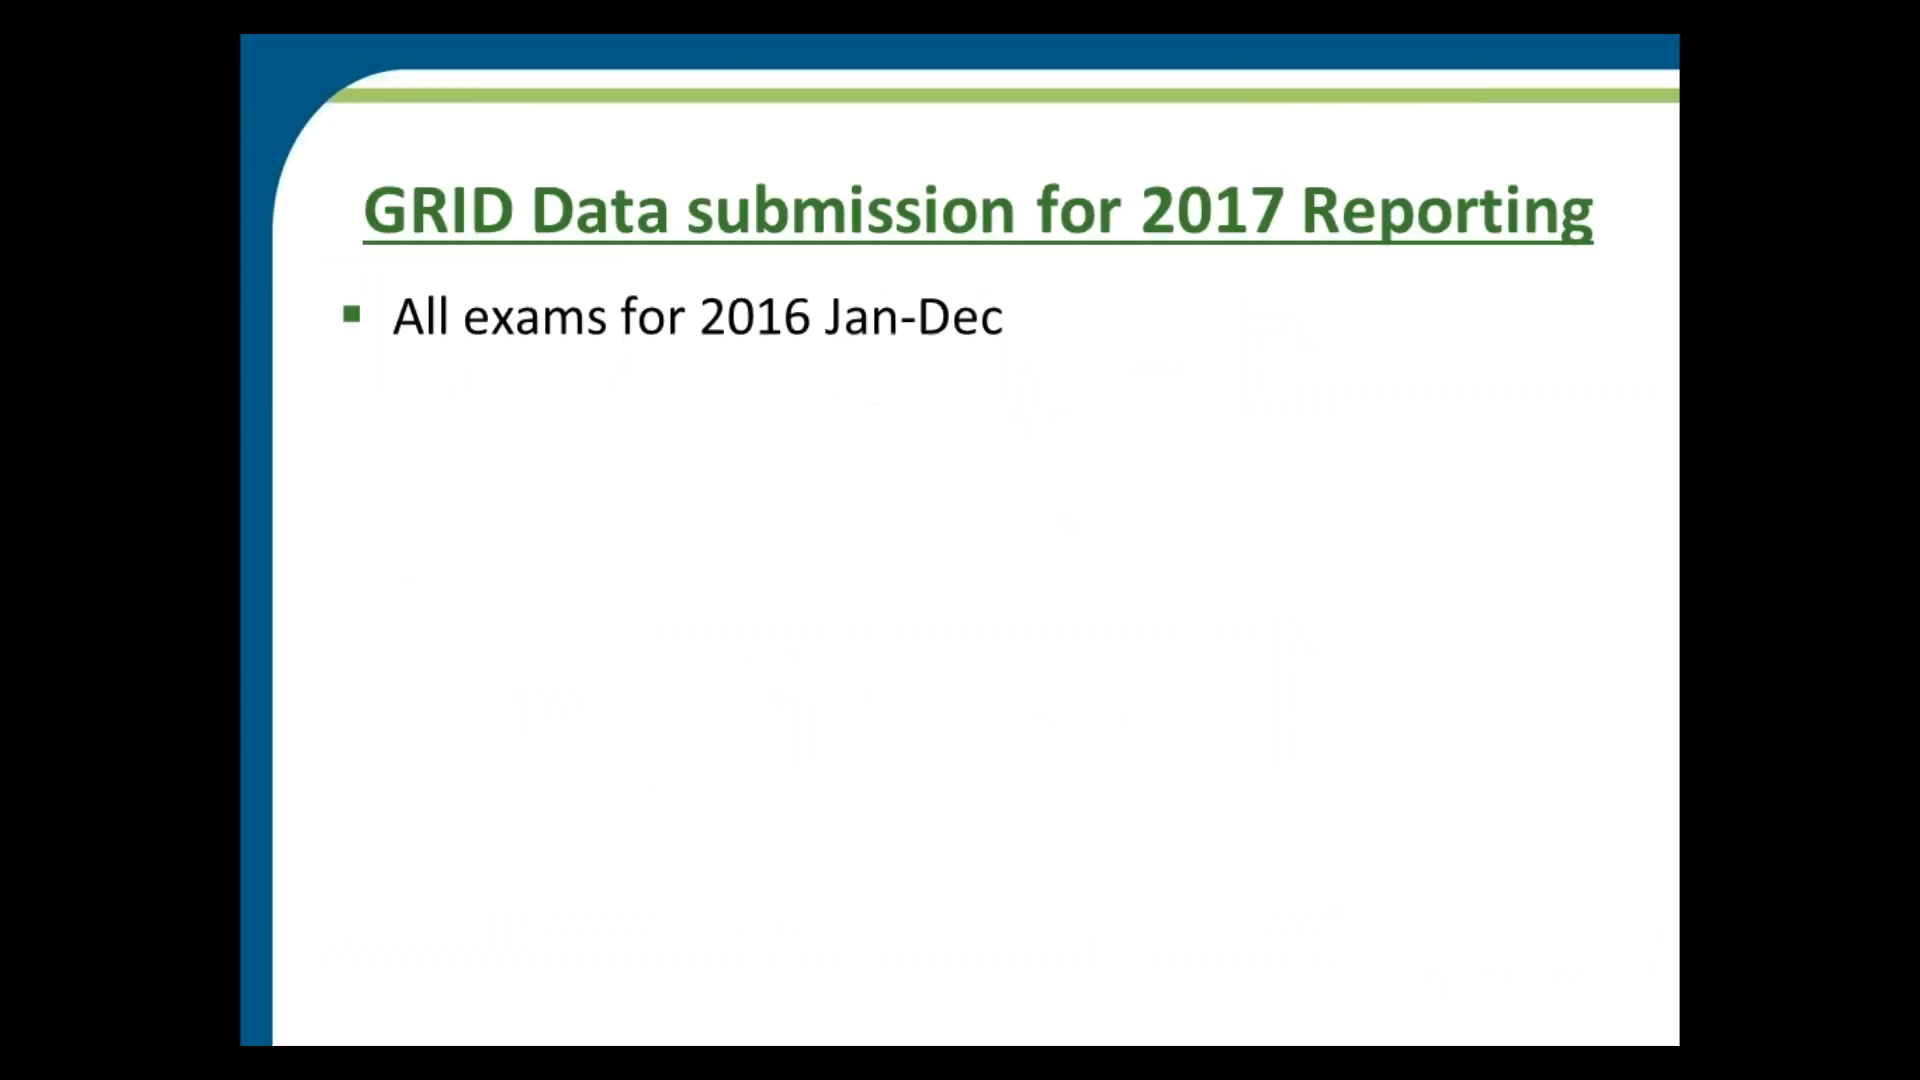 GRID Data submission for 2017 Reporting
All exams for 2016 Jan-Dec